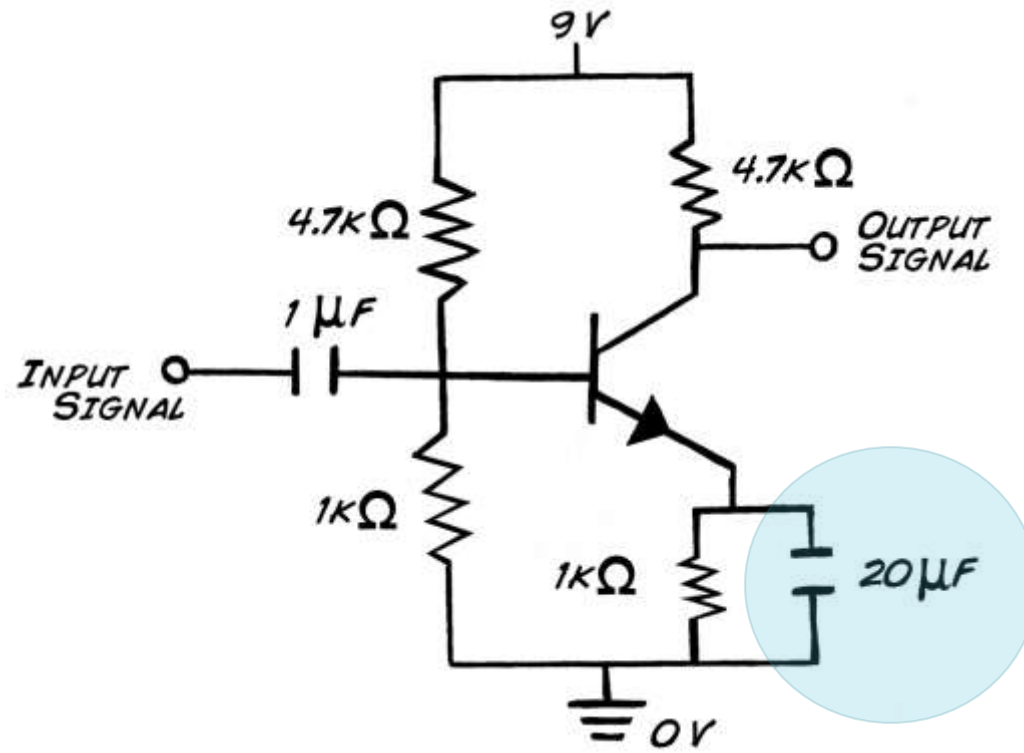 9V
4.7KΩ
4.7KΩ
OUTPUT
SIGNAL
1 µF
INPUT
SIGNAL
1KΩ
1KΩ
20µF
0V